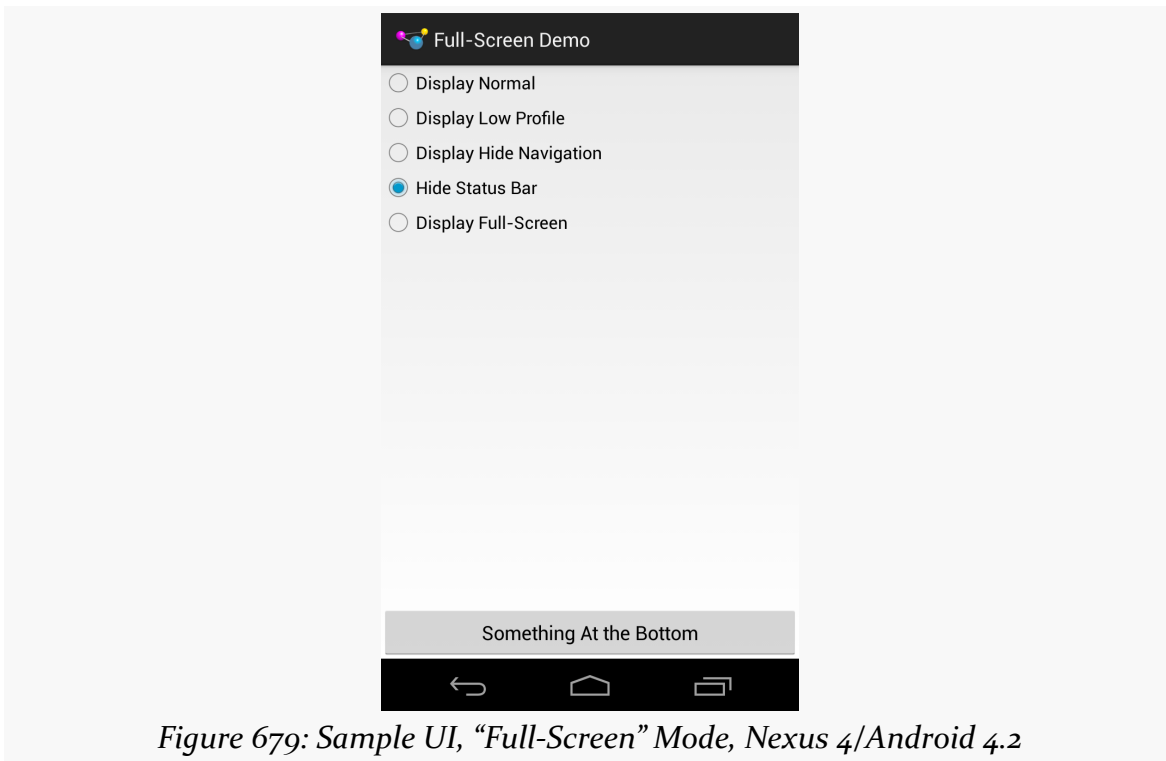 Full-Screen Demo
Display Normal
Display Low Profile
Display Hide Navigation
Hide Status Bar
Display Full-Screen
Something At the Bottom
Figure 679: Sample UI, “Full-Screen” Mode, Nexus 4/Android 4.2